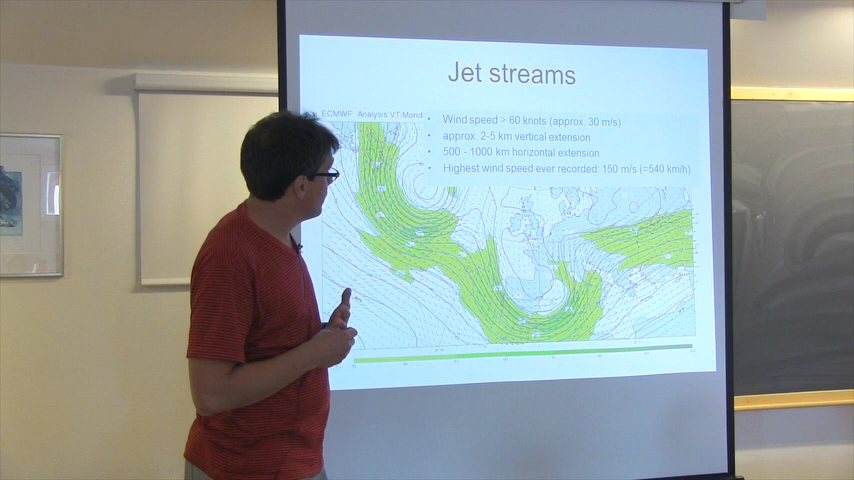 Jet streams
ECMWF Analysis VT:Mond
• Wind speed > 60 knots (approx. 30 m/s)
• approx. 2-5 km vertical extension
• 500 - 1000 km horizontal extension
• Highest wind speed ever recorded: 150 m/s (=540 km/h)